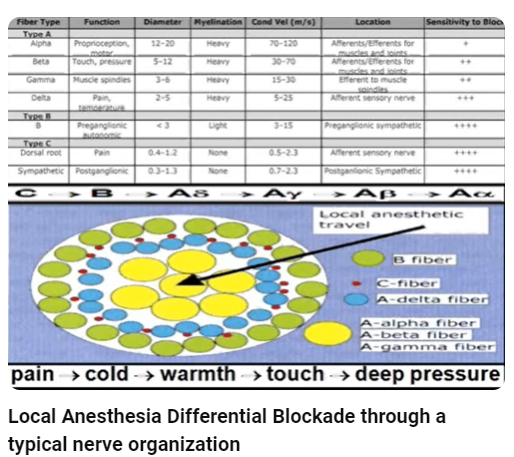 Fiber Type Function Diameter Myelination Cond Vel (m/s) Location Sensitivity to Block
Type A
Alpha Proprioception, motor 12-20 Heavy 70-120 Afferents/Efferents for muscles and joints +
Beta Touch, pressure 5-12 Heavy 30-70 Afferents/Efferents for muscles and joints ++
Gamma Muscle spindles 3-6 Heavy 15-30 Efferent to muscle spindles ++
Delta Pain, temperature 2-5 Heavy 5-25 Afferent sensory nerve +++
Type B
B Preganglionic autonomic < 3 Light 3-15 Preganglionic sympathetic ++++
Type C
Dorsal root Pain 0.4-1.2 None 0.5-2.3 Afferent sensory nerve ++++
Sympathetic Postganglionic 0.3-1.3 None 0.7-2.3 Postganlionic Sympathetic ++++
C → B → Aδ → Aγ → Aβ → Aα
Local anesthetic
travel
B fiber
C-fiber
A-delta fiber
A-alpha fiber
A-beta fiber
A-gamma fiber
pain → cold → warmth → touch → deep pressure
Local Anesthesia Differential Blockade through a
typical nerve organization